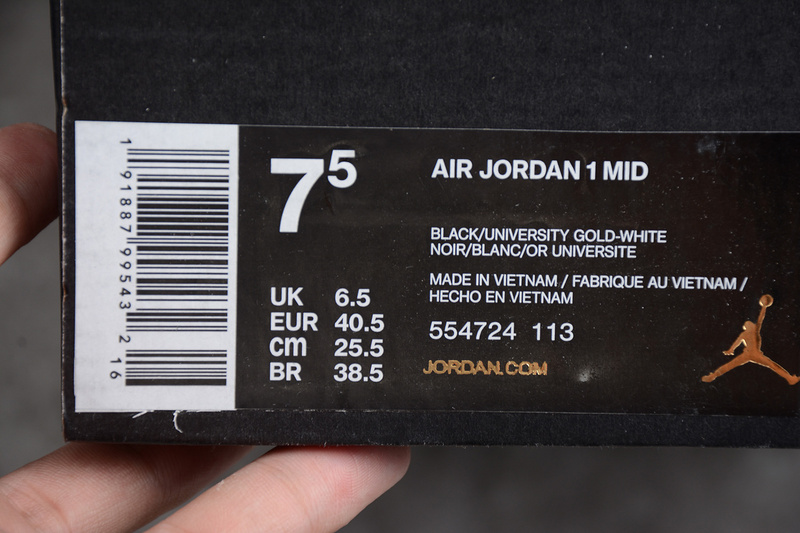 1 91887 99543 2 16
7⁵
AIR JORDAN 1 MID
BLACK/UNIVERSITY GOLD-WHITE
NOIR/BLANC/OR UNIVERSITE
MADE IN VIETNAM / FABRIQUE AU VIETNAM /
HECHO EN VIETNAM
554724 113
JORDAN.COM
UK 6.5
EUR 40.5
cm 25.5
BR 38.5